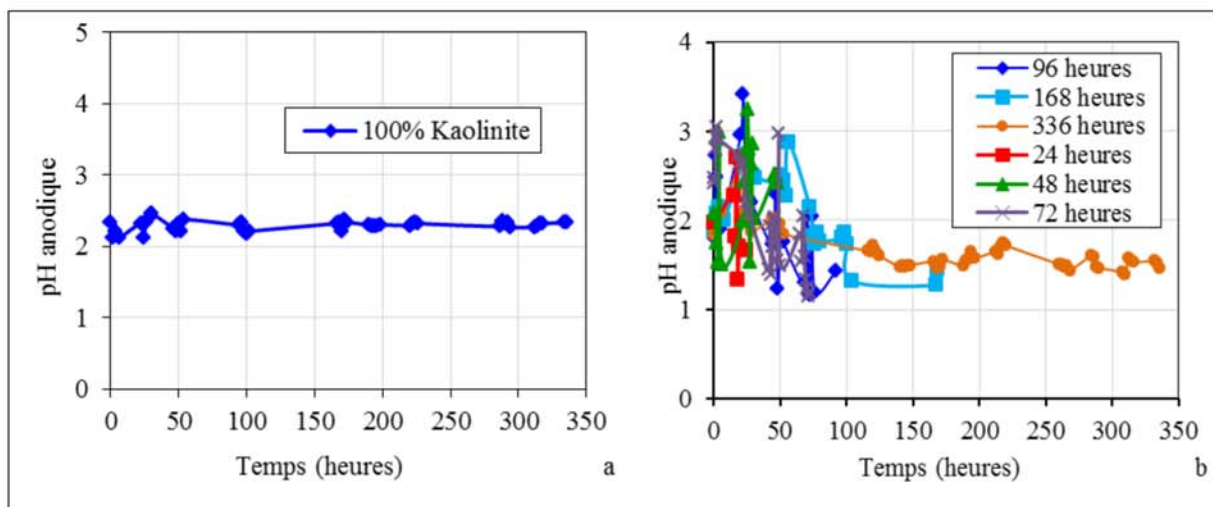 pH anodique
5
4
3
2
1
0
100% Kaolinite
0 50 100 150 200 250 300 350
Temps (heures)
a
pH anodique
4
3
2
1
0
96 heures
168 heures
336 heures
24 heures
48 heures
72 heures
0 50 100 150 200 250 300 350
Temps (heures)
b